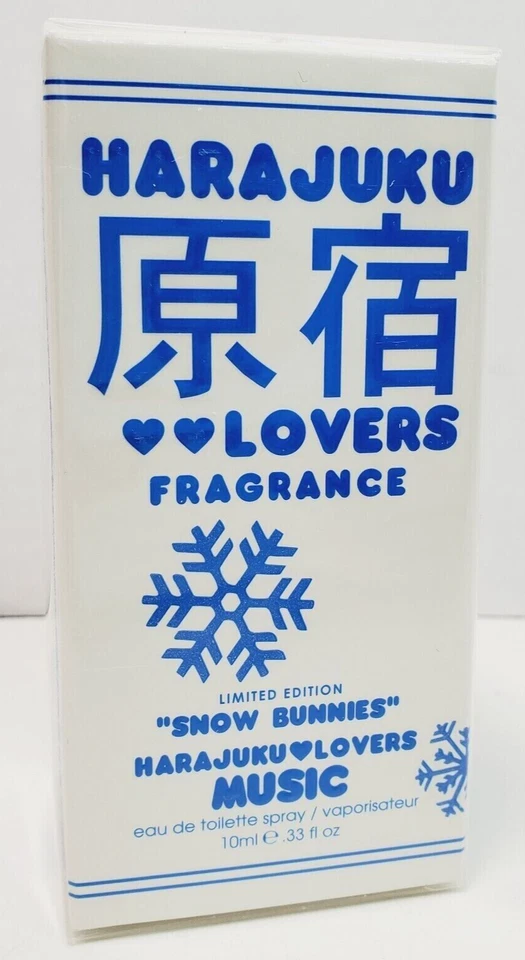 HARAJUKU
原宿
♥♥LOVERS
FRAGRANCE
LIMITED EDITION
"SNOW BUNNIES"
HARAJUKU♥LOVERS
MUSIC
eau de toilette spray / vaporisateur
10ml ℮ .33 fl oz